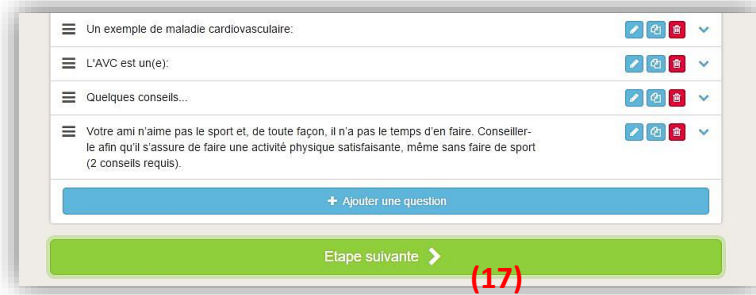 Un exemple de maladie cardiovasculaire:
L'AVC est un(e):
Quelques conseils...
Votre ami n'aime pas le sport et, de toute façon, il n'a pas le temps d'en faire. Conseiller-
le afin qu'il s'assure de faire une activité physique satisfaisante, même sans faire de sport
(2 conseils requis).
+ Ajouter une question
Etape suivante
(17)